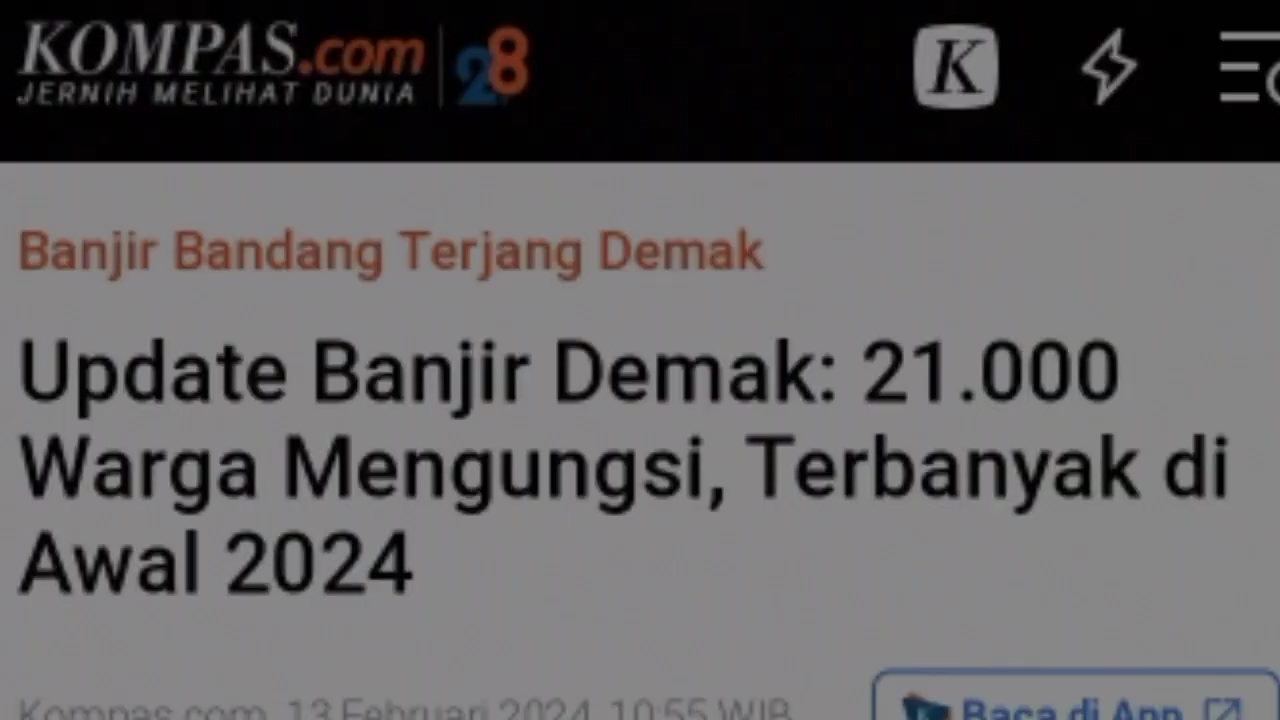 KOMPAS.com 28
JERNIH MELIHAT DUNIA
K
Banjir Bandang Terjang Demak
Update Banjir Demak: 21.000
Warga Mengungsi, Terbanyak di
Awal 2024
Kompas.com, 13 Februari 2024, 10:55 WIB
Baca di App